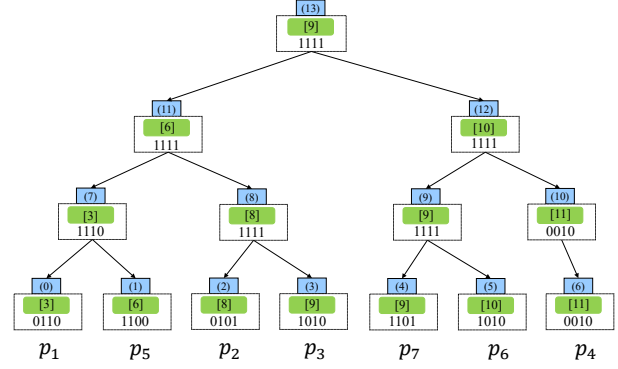 (13)
[9]
1111
(11) (12)
[6] [10]
1111 1111
(7) (8) (9) (10)
[3] [8] [9] [11]
1110 1111 1111 0010
(0) (1) (2) (3) (4) (5) (6)
[3] [6] [8] [9] [9] [10] [11]
0110 1100 0101 1010 1101 1010 0010
p₁ p₅ p₂ p₃ p₇ p₆ p₄